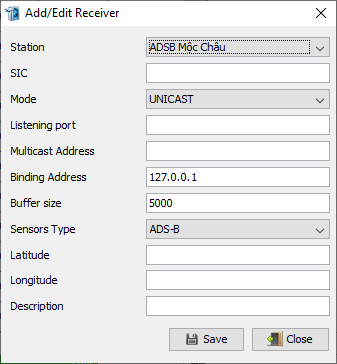 Add/Edit Receiver
Station ADSB Mộc Châu
SIC
Mode UNICAST
Listening port
Multicast Address
Binding Address 127.0.0.1
Buffer size 5000
Sensors Type ADS-B
Latitude
Longitude
Description
Save Close